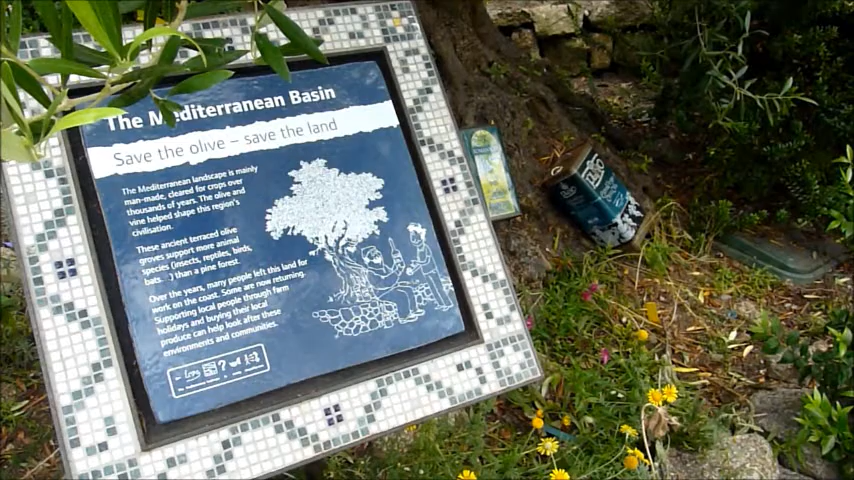 The Mediterranean Basin
Save the olive – save the land
The Mediterranean landscape is mainly
man-made, cleared for crops over
thousands of years. The olive and
vine helped shape this region's
civilisation.
These ancient terraced olive
groves support more animal
species (insects, reptiles, birds,
bats...) than a pine forest.
Over the years, many people left this land for
work on the coast. Some are now returning.
Supporting local people through farm
holidays and buying their local
produce can help look after these
environments and communities.